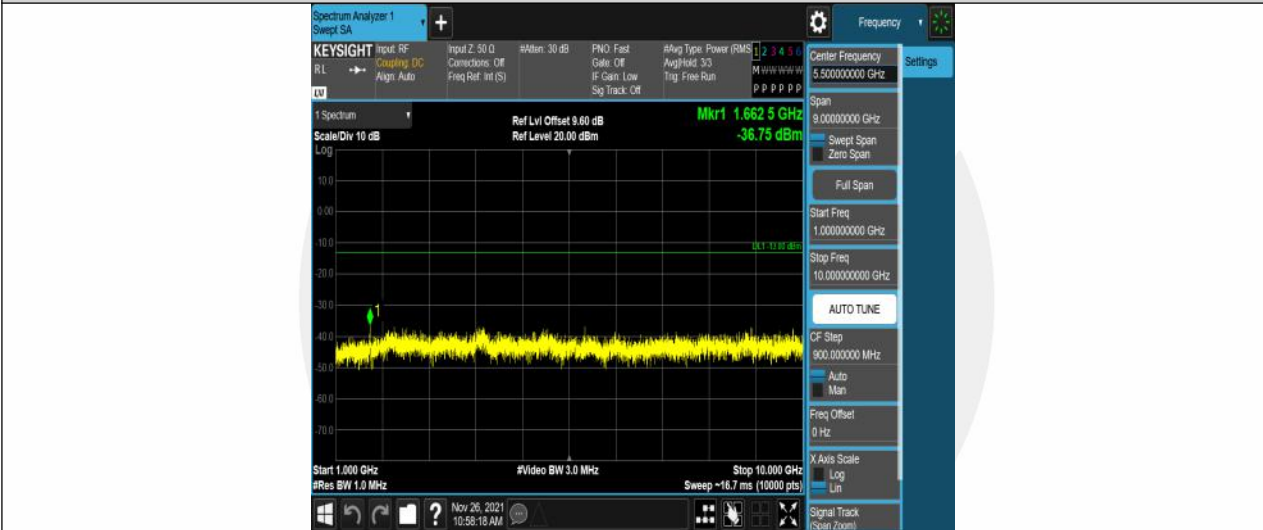 Spectrum Analyzer 1
Swept SA
+
Frequency
KEYSIGHT
RL
LV
Input: RF
Coupling: DC
Align: Auto
Input Z: 50 Ω
Corrections: Off
Freq Ref: Int (S)
#Atten: 30 dB
PNO: Fast
Gate: Off
IF Gain: Low
Sig Track: Off
#Avg Type: Power (RMS
Avg|Hold: 3/3
Trig: Free Run
1 2 3 4 5 6
M W W W W W
P P P P P P
1 Spectrum
Scale/Div 10 dB
Log
Ref Lvl Offset 9.60 dB
Ref Level 20.00 dBm
Mkr1 1.662 5 GHz
-36.75 dBm
10.0
0.00
-10.0
-20.0
-30.0
-40.0
-50.0
-60.0
-70.0
DL1 -13.00 dBm
1
Start 1.000 GHz
#Res BW 1.0 MHz
#Video BW 3.0 MHz
Stop 10.000 GHz
Sweep ~16.7 ms (10000 pts)
Center Frequency
5.500000000 GHz
Settings
Span
9.00000000 GHz
Swept Span
Zero Span
Full Span
Start Freq
1.000000000 GHz
Stop Freq
10.000000000 GHz
AUTO TUNE
CF Step
900.000000 MHz
Auto
Man
Freq Offset
0 Hz
X Axis Scale
Log
Lin
Signal Track
(Span Zoom)
?
Nov 26, 2021
10:58:18 AM